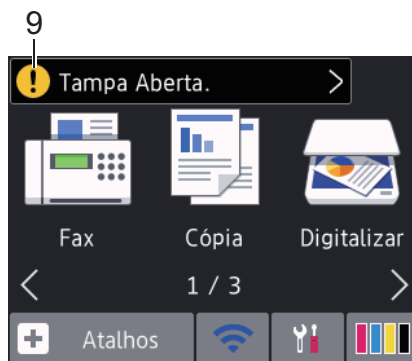 9
Tampa Aberta.
Fax Cópia Digitalizar
1 / 3
Atalhos